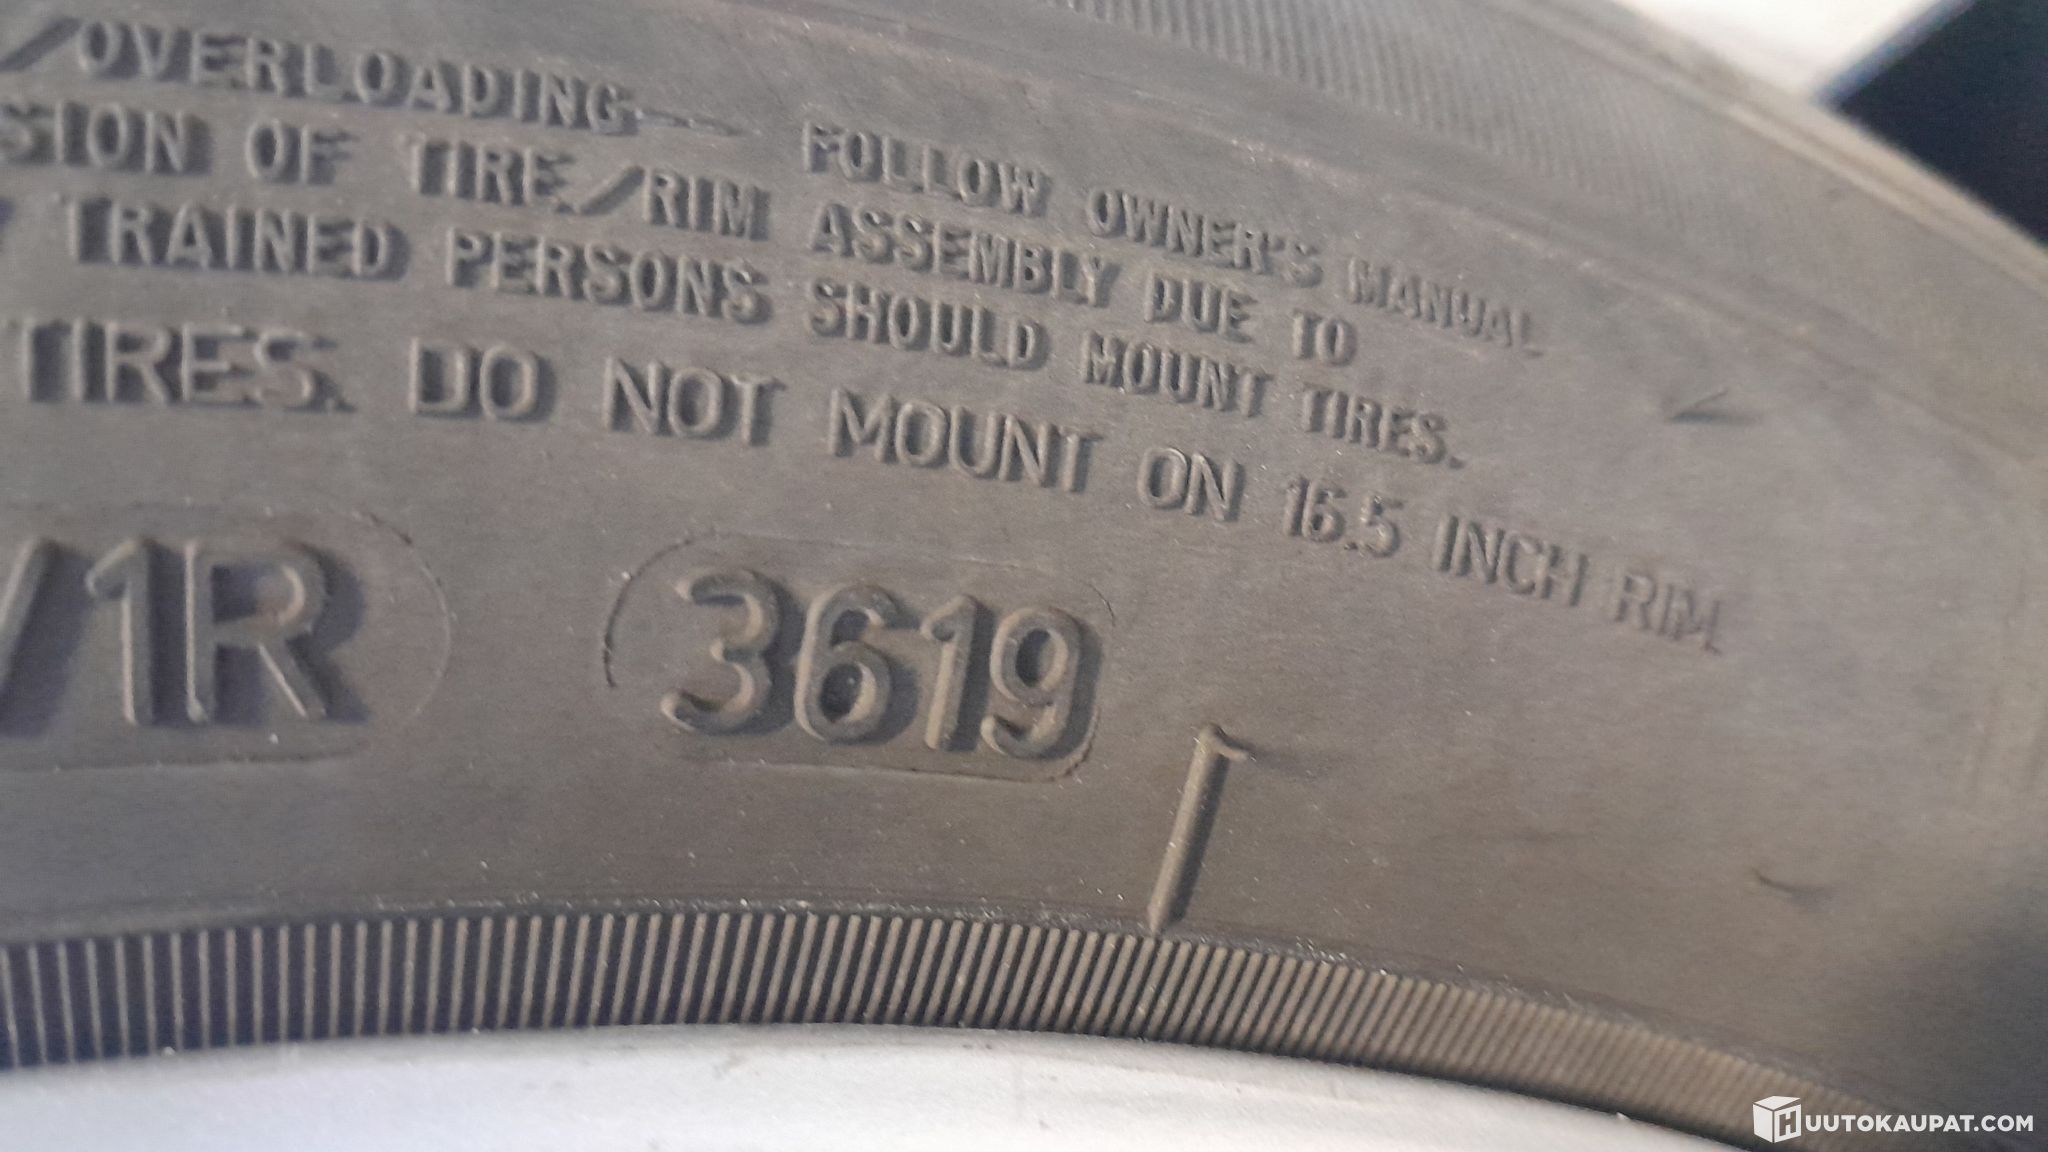 /OVERLOADING- FOLLOW OWNER'S MANUAL
SION OF TIRE/RIM ASSEMBLY DUE TO
TRAINED PERSONS SHOULD MOUNT TIRES.
TIRES. DO NOT MOUNT ON 16.5 INCH RIM.
/1R 3619
HUUTOKAUPAT.COM